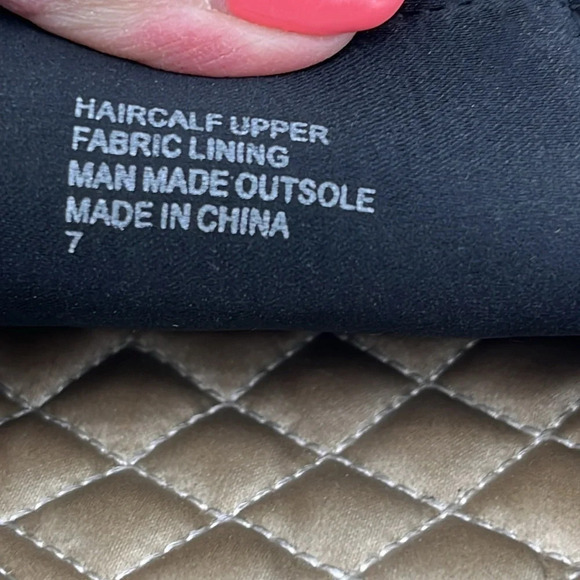 HAIRCALF UPPER
FABRIC LINING
MAN MADE OUTSOLE
MADE IN CHINA
7